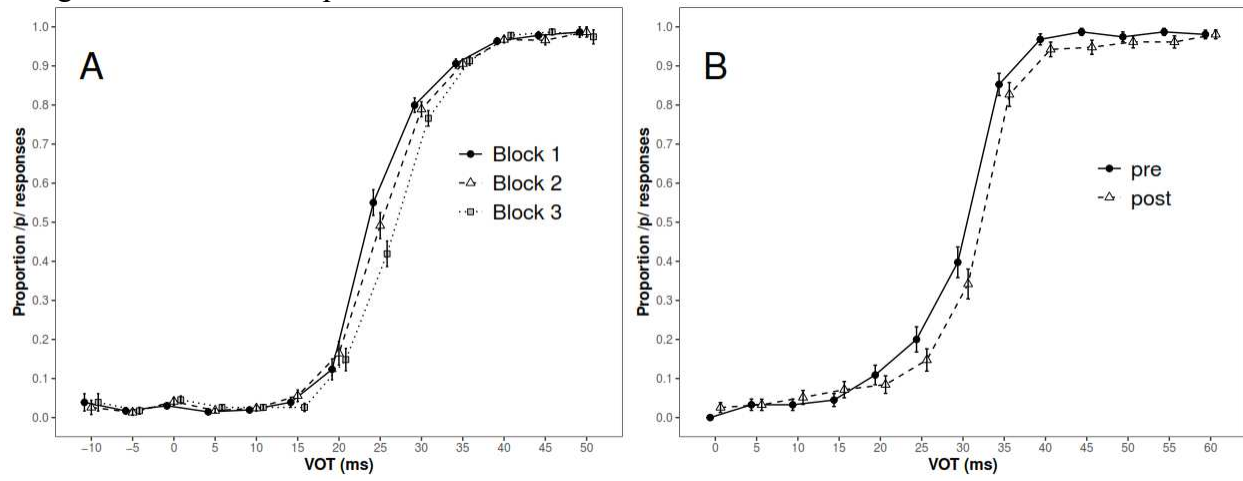 A
Proportion /p/ responses
1.0
0.9
0.8
0.7
0.6
0.5
0.4
0.3
0.2
0.1
0.0
Block 1
Block 2
Block 3
−10 −5 0 5 10 15 20 25 30 35 40 45 50
VOT (ms)
B
Proportion /p/ responses
1.0
0.9
0.8
0.7
0.6
0.5
0.4
0.3
0.2
0.1
0.0
pre
post
0 5 10 15 20 25 30 35 40 45 50 55 60
VOT (ms)